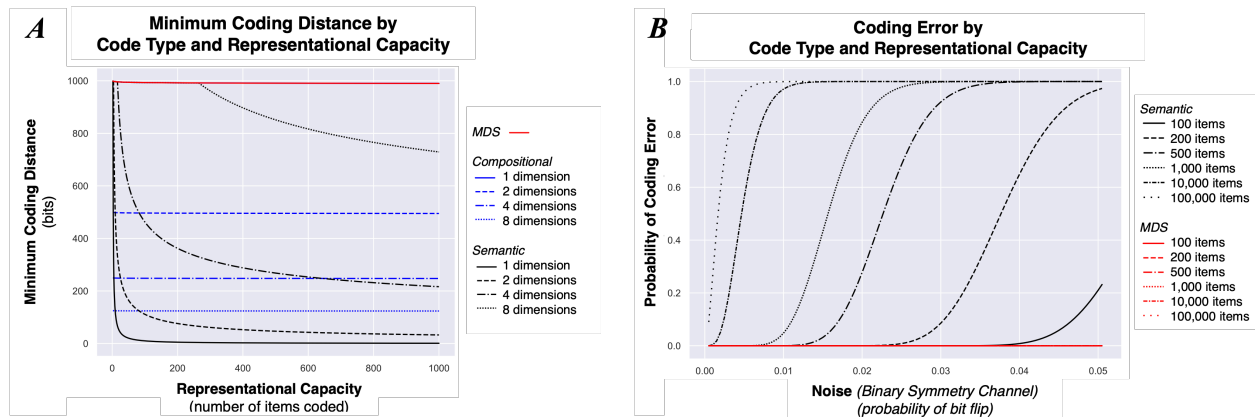 A
Minimum Coding Distance by
Code Type and Representational Capacity
Minimum Coding Distance
(bits)
1000
800
600
400
200
0
0 200 400 600 800 1000
Representational Capacity
(number of items coded)
MDS
Compositional
1 dimension
2 dimensions
4 dimensions
8 dimensions
Semantic
1 dimension
2 dimensions
4 dimensions
8 dimensions
B
Coding Error by
Code Type and Representational Capacity
Probability of Coding Error
1.0
0.8
0.6
0.4
0.2
0.0
0.00 0.01 0.02 0.03 0.04 0.05
Noise (Binary Symmetry Channel)
(probability of bit flip)
Semantic
100 items
200 items
500 items
1,000 items
10,000 items
100,000 items
MDS
100 items
200 items
500 items
1,000 items
10,000 items
100,000 items